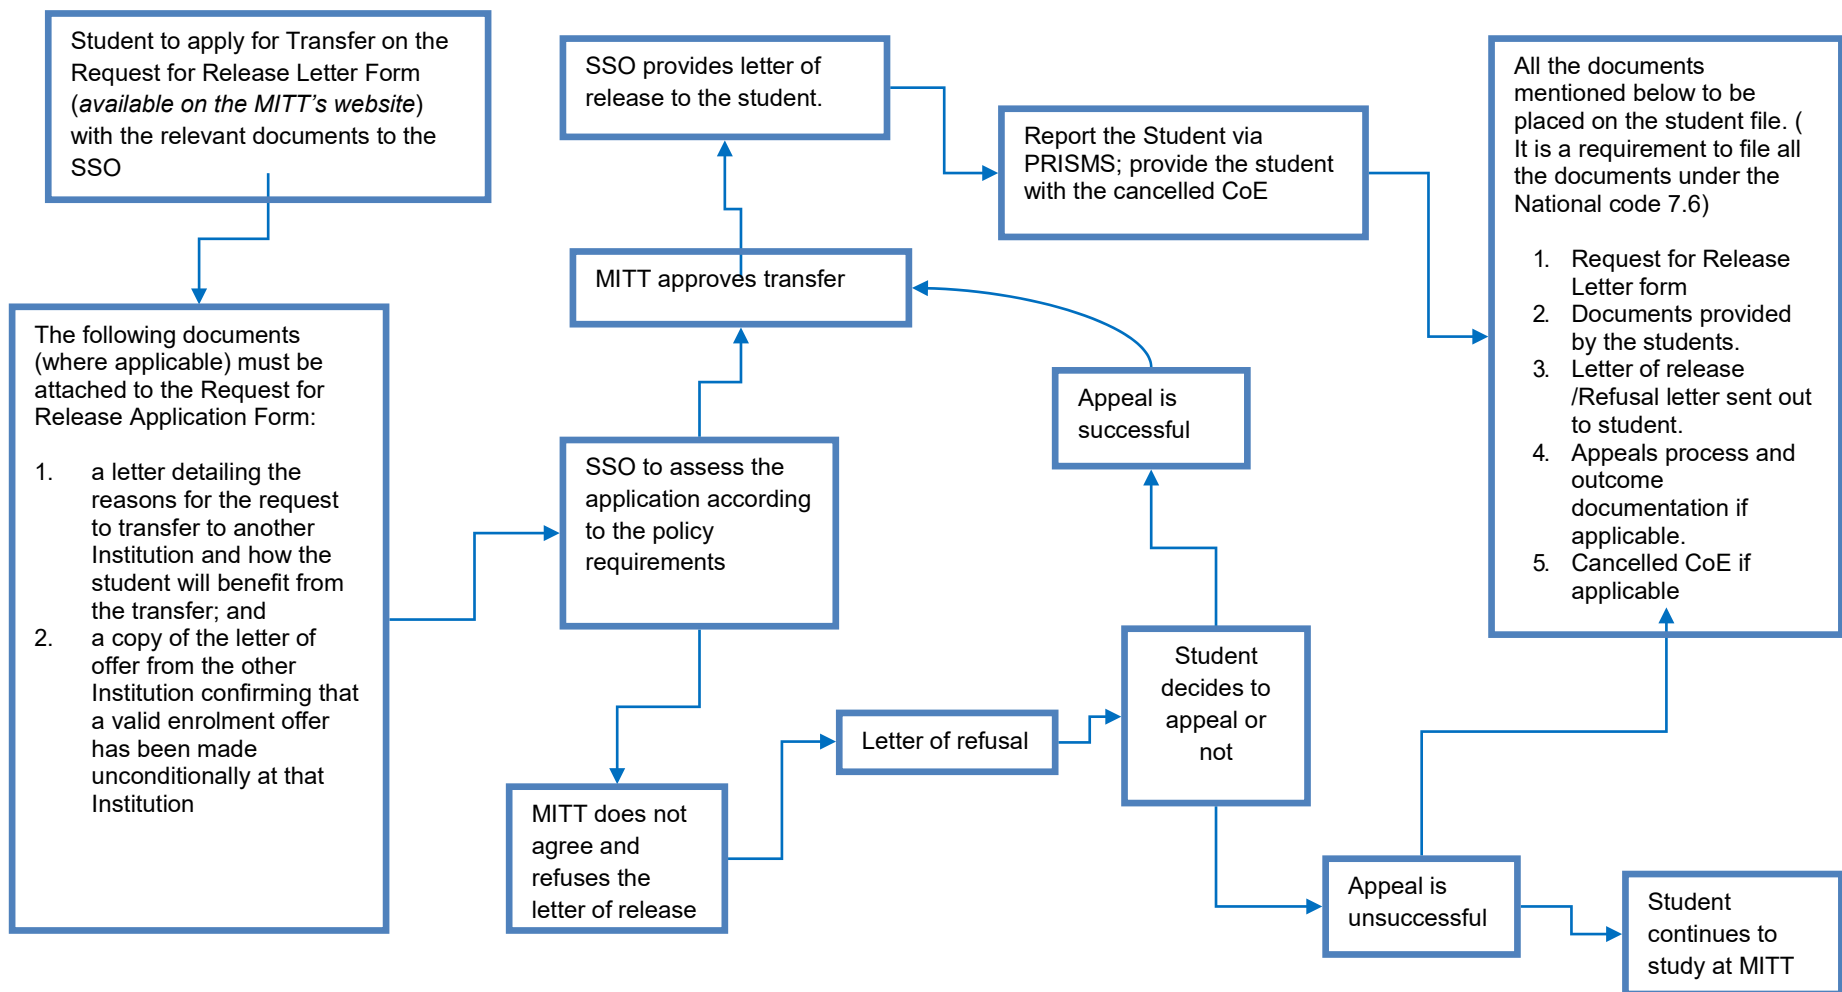 Student to apply for Transfer on the
Request for Release Letter Form
(available on the MITT's website)
with the relevant documents to the
SSO
The following documents
(where applicable) must be
attached to the Request for
Release Application Form:
1. a letter detailing the
reasons for the request
to transfer to another
Institution and how the
student will benefit from
the transfer; and
2. a copy of the letter of
offer from the other
Institution confirming that
a valid enrolment offer
has been made
unconditionally at that
Institution
SSO provides letter of
release to the student.
MITT approves transfer
SSO to assess the
application according
to the policy
requirements
MITT does not
agree and
refuses the
letter of release
Letter of refusal
Report the Student via
PRISMS; provide the student
with the cancelled CoE
Appeal is
successful
Student
decides to
appeal or
not
Appeal is
unsuccessful
Student
continues to
study at MITT
All the documents
mentioned below to be
placed on the student file. (
It is a requirement to file all
the documents under the
National code 7.6)
1. Request for Release
Letter form
2. Documents provided
by the students.
3. Letter of release
/Refusal letter sent out
to student.
4. Appeals process and
outcome
documentation if
applicable.
5. Cancelled CoE if
applicable